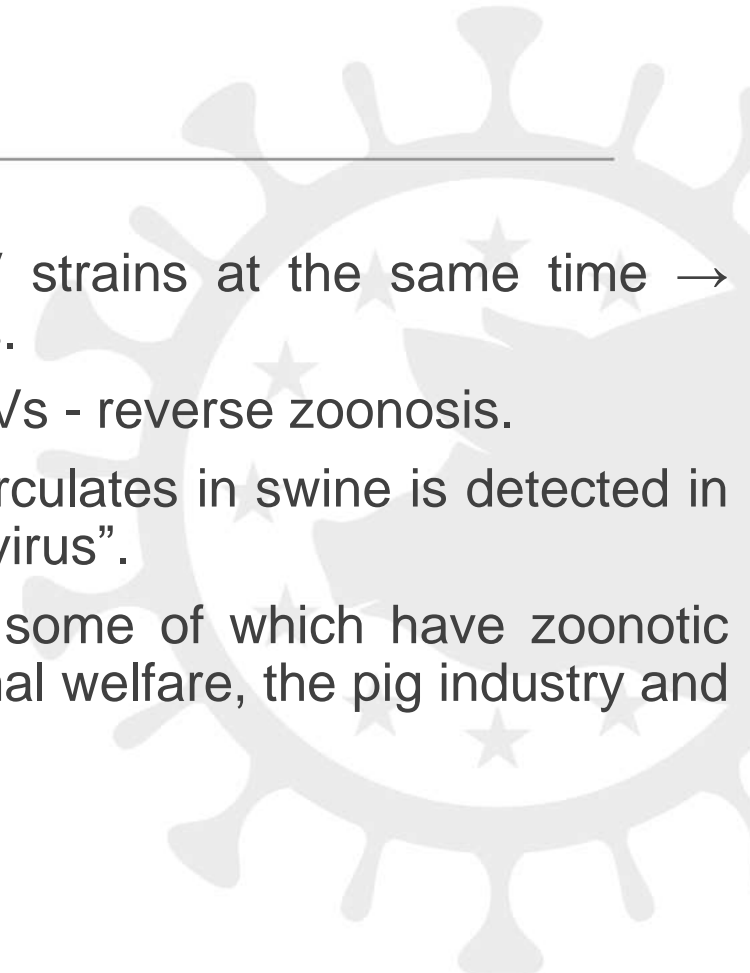 strains at the same time →
.
Vs - reverse zoonosis.
rculates in swine is detected in
virus”.
some of which have zoonotic
nal welfare, the pig industry and